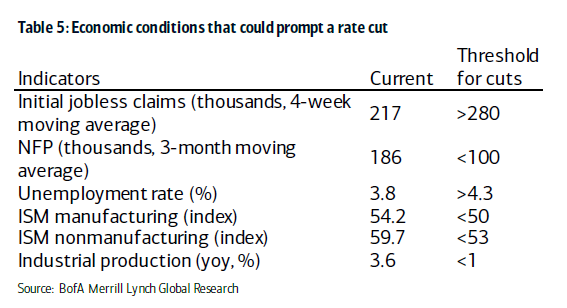 Table 5: Economic conditions that could prompt a rate cut
Threshold
Indicators Current for cuts
Initial jobless claims (thousands, 4-week
moving average) 217 >280
NFP (thousands, 3-month moving
average) 186 <100
Unemployment rate (%) 3.8 >4.3
ISM manufacturing (index) 54.2 <50
ISM nonmanufacturing (index) 59.7 <53
Industrial production (yoy, %) 3.6 <1
Source: BofA Merrill Lynch Global Research